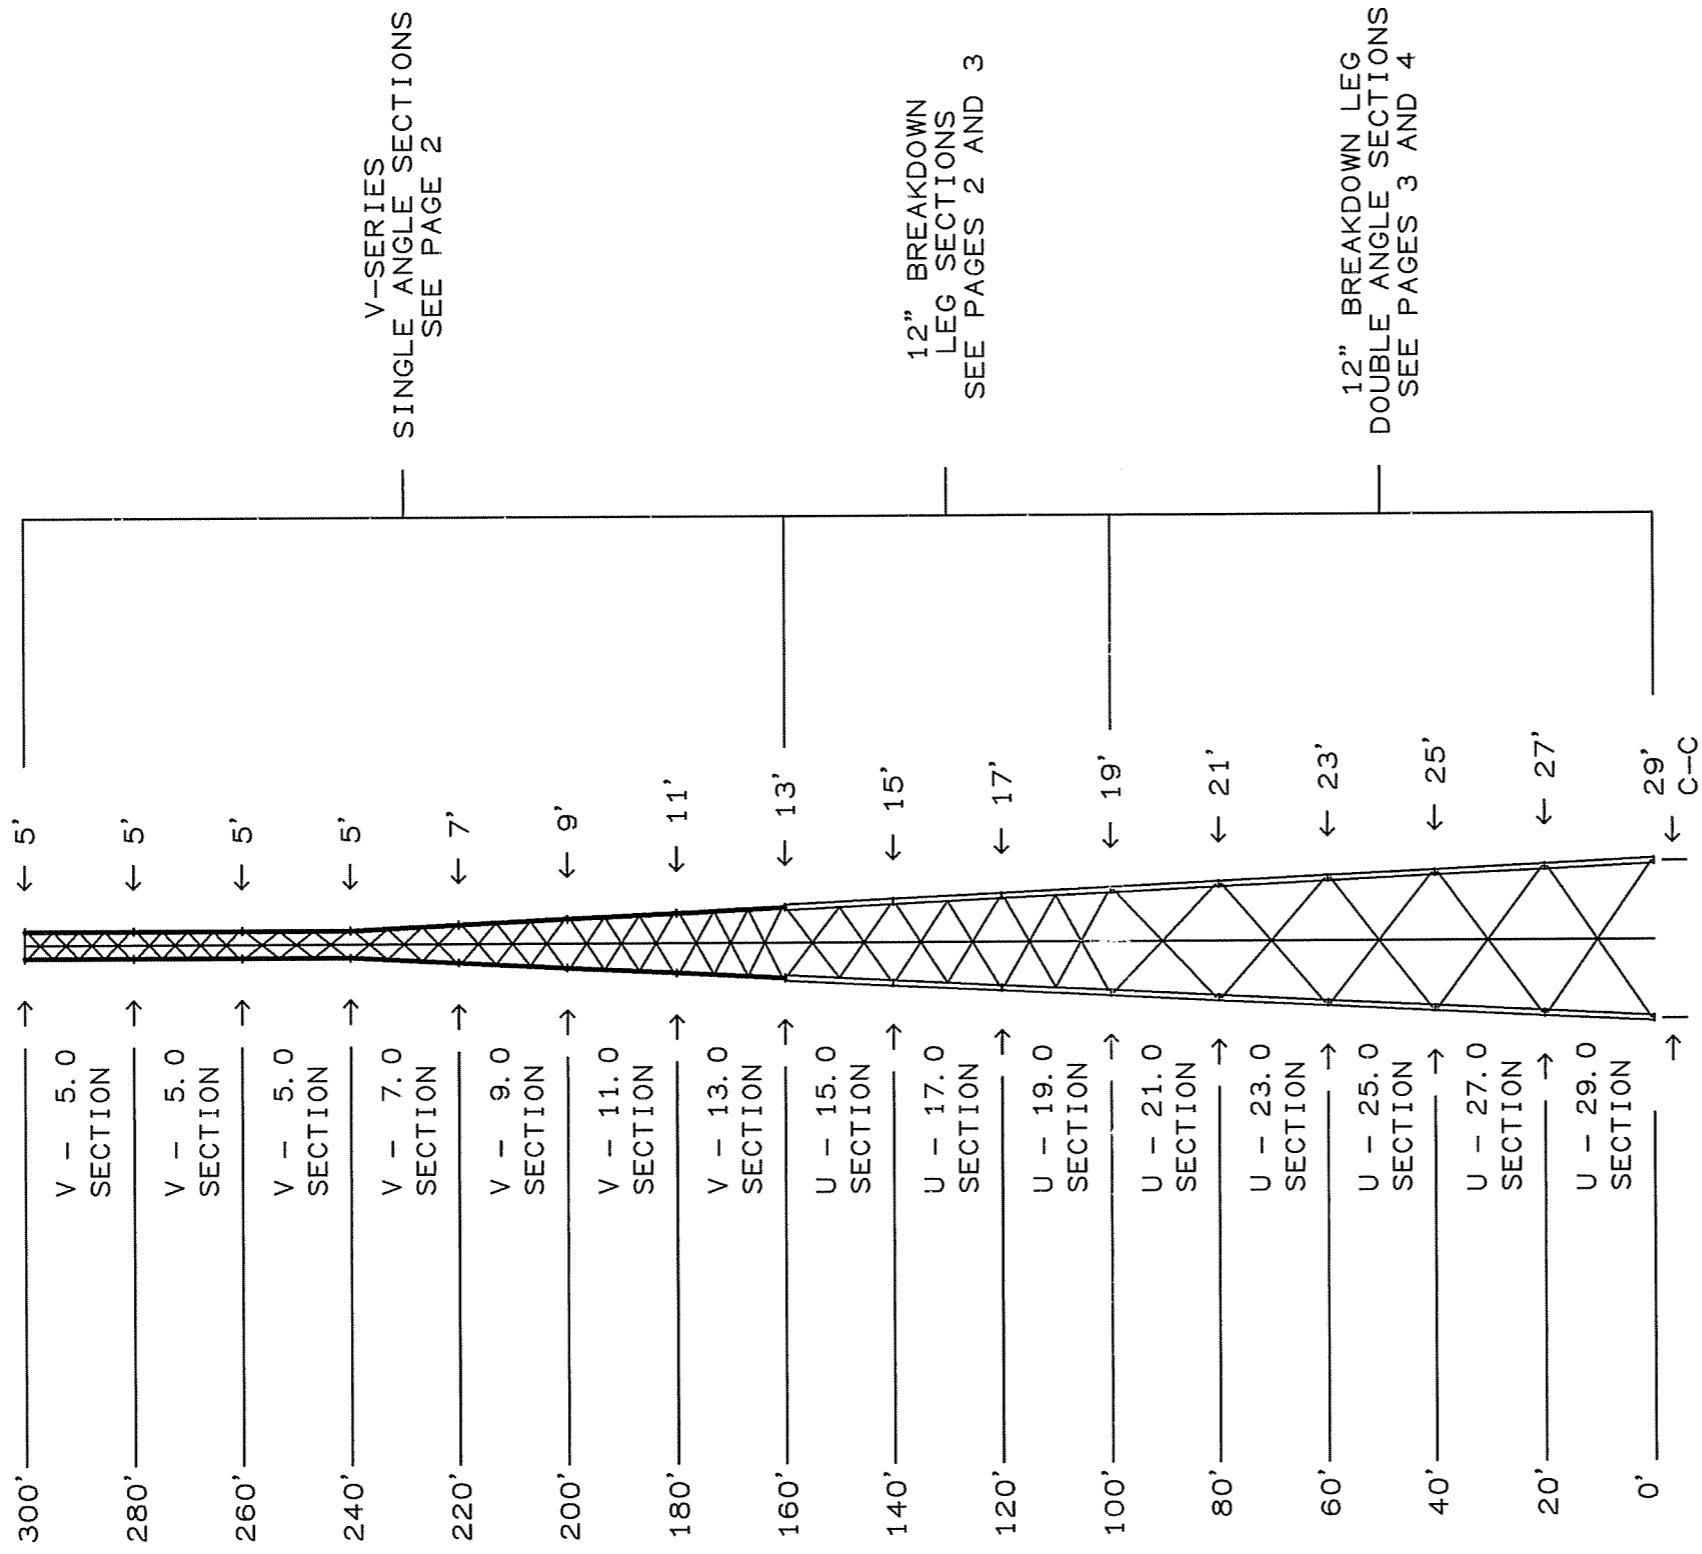 300'
280'
260'
240'
220'
200'
180'
160'
140'
120'
100'
80'
60'
40'
20'
0'
V - 5.0
SECTION
V - 5.0
SECTION
V - 5.0
SECTION
V - 7.0
SECTION
V - 9.0
SECTION
V - 11.0
SECTION
V - 13.0
SECTION
U - 15.0
SECTION
U - 17.0
SECTION
U - 19.0
SECTION
U - 21.0
SECTION
U - 23.0
SECTION
U - 25.0
SECTION
U - 27.0
SECTION
U - 29.0
SECTION
5'
5'
5'
5'
7'
9'
11'
13'
15'
17'
19'
21'
23'
25'
27'
29'
C-C
V-SERIES
SINGLE ANGLE SECTIONS
SEE PAGE 2
12" BREAKDOWN
LEG SECTIONS
SEE PAGES 2 AND 3
12" BREAKDOWN LEG
DOUBLE ANGLE SECTIONS
SEE PAGES 3 AND 4